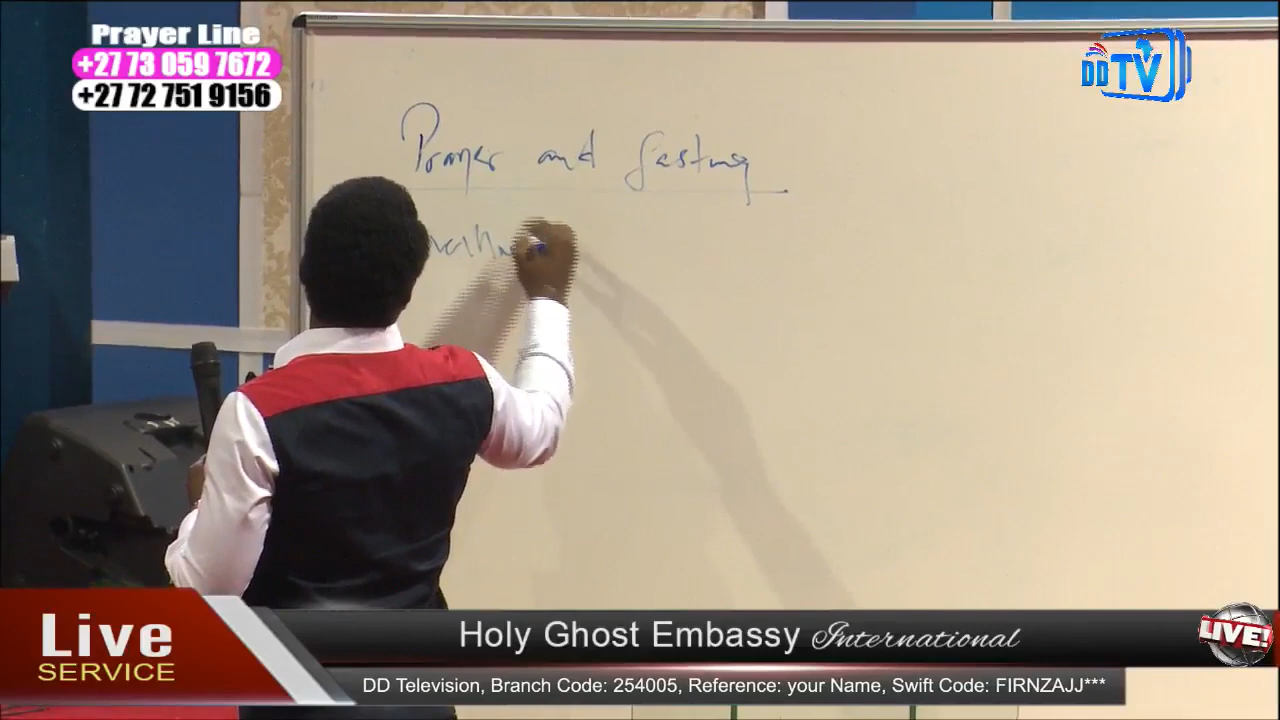 Prayer Line
+27 73 059 7672
+27 72 751 9156
DDTV
Prayer and fasting
Live
SERVICE
Holy Ghost Embassy International
LIVE!
DD Television, Branch Code: 254005, Reference: your Name, Swift Code: FIRNZAJJ***